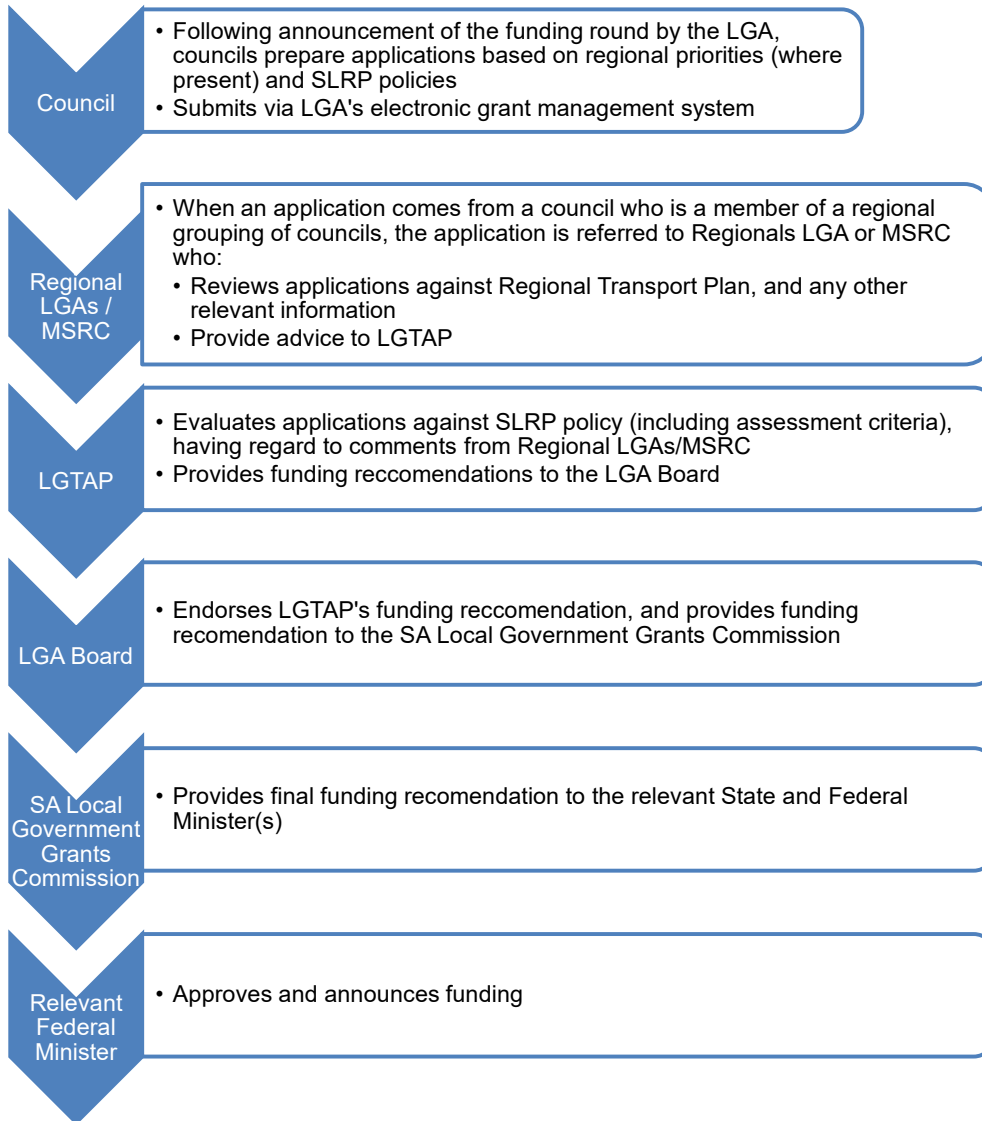 Council
• Following announcement of the funding round by the LGA,
councils prepare applications based on regional priorities (where
present) and SLRP policies
• Submits via LGA's electronic grant management system
Regional
LGAs /
MSRC
• When an application comes from a council who is a member of a regional
grouping of councils, the application is referred to Regionals LGA or MSRC
who:
• Reviews applications against Regional Transport Plan, and any other
relevant information
• Provide advice to LGTAP
LGTAP
• Evaluates applications against SLRP policy (including assessment criteria),
having regard to comments from Regional LGAs/MSRC
• Provides funding reccomendations to the LGA Board
LGA Board
• Endorses LGTAP's funding reccomendation, and provides funding
recomendation to the SA Local Government Grants Commission
SA Local
Government
Grants
Commission
• Provides final funding recomendation to the relevant State and Federal
Minister(s)
Relevant
Federal
Minister
• Approves and announces funding